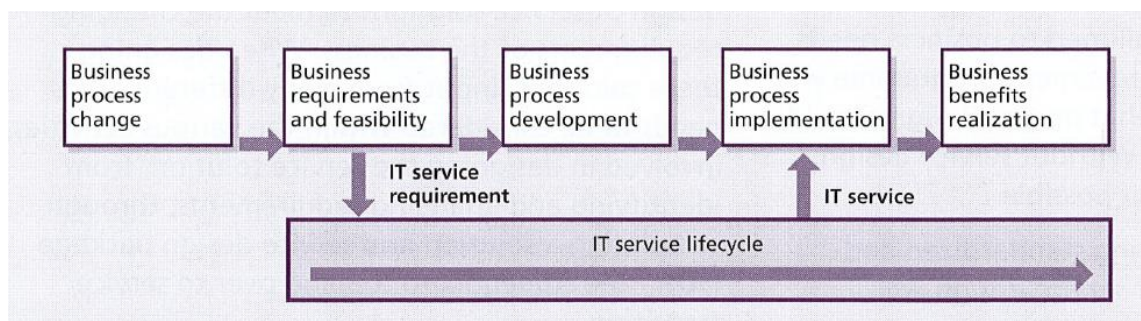 Business
process
change
Business
requirements
and feasibility
Business
process
development
Business
process
implementation
Business
benefits
realization
IT service
requirement
IT service
IT service lifecycle